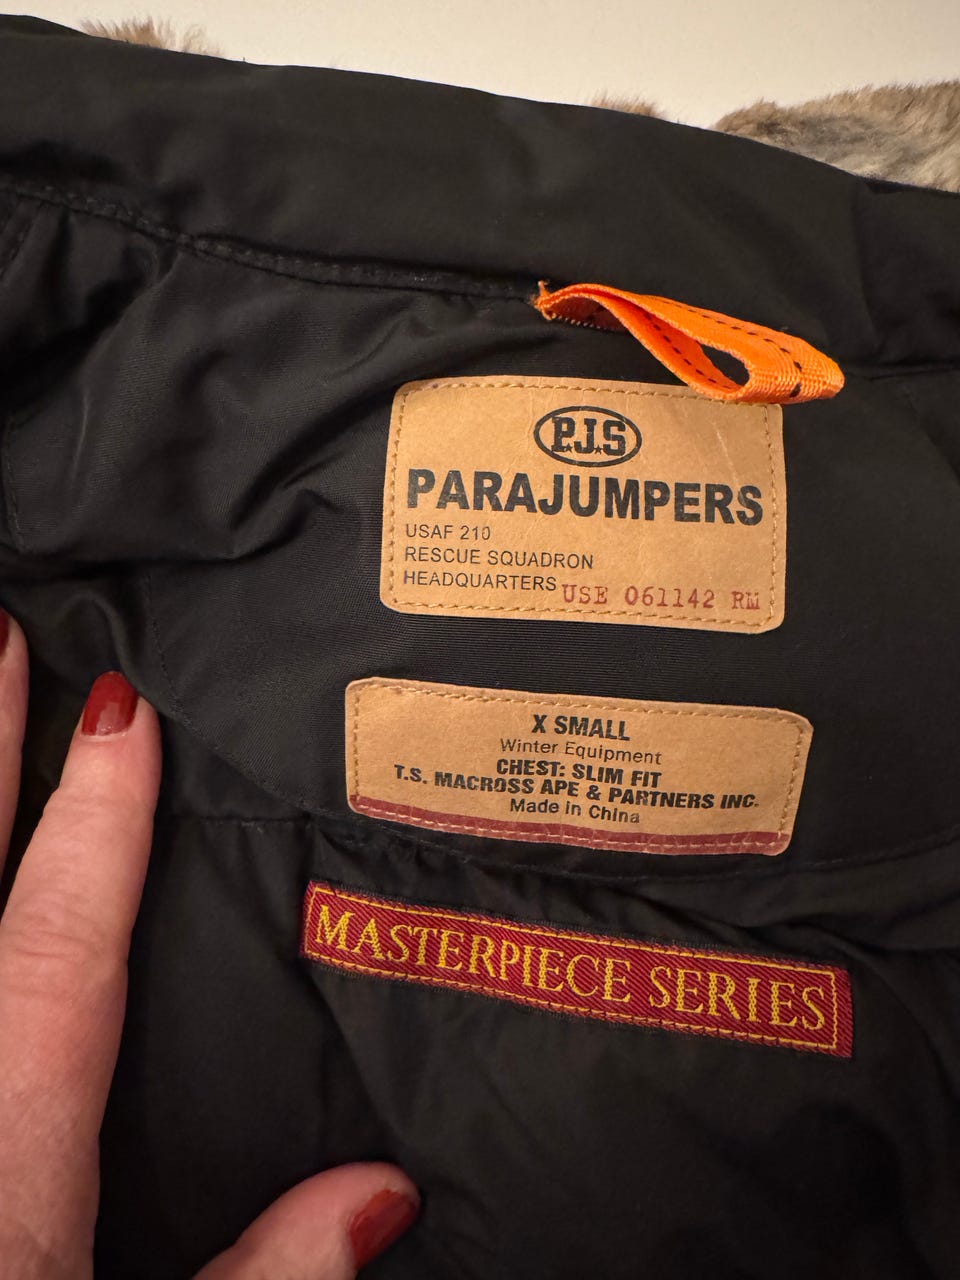 P.J.S
PARAJUMPERS
USAF 210
RESCUE SQUADRON
HEADQUARTERS USE 061142 RM
X SMALL
Winter Equipment
CHEST: SLIM FIT
T.S. MACROSS APE & PARTNERS INC.
Made in China
MASTERPIECE SERIES